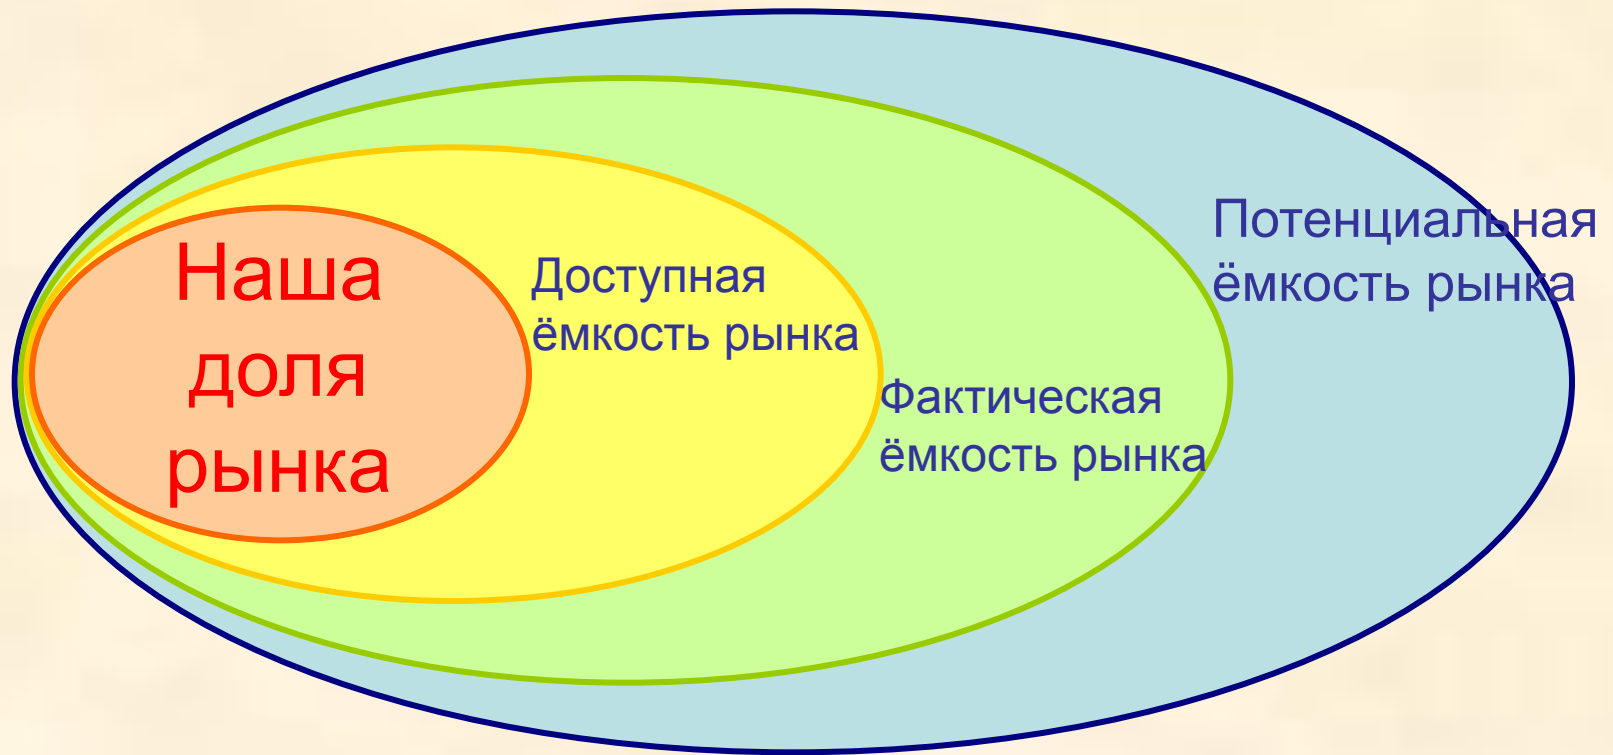 Наша
доля
рынка
Доступная
ёмкость рынка
Фактическая
ёмкость рынка
Потенциальная
ёмкость рынка